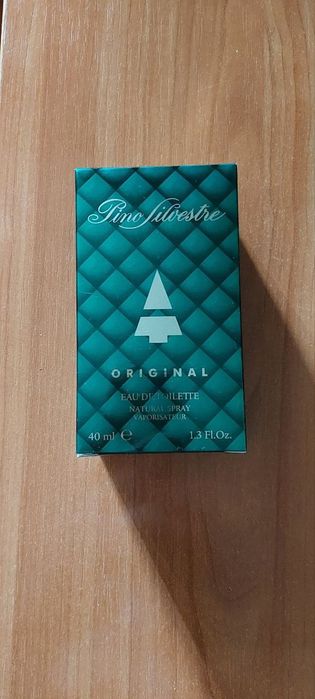 Pino Silvestre
ORIGINAL
EAU DE TOILETTE
NATURAL SPRAY
VAPORISATEUR
40 ml ℮ 1.3 Fl.Oz.